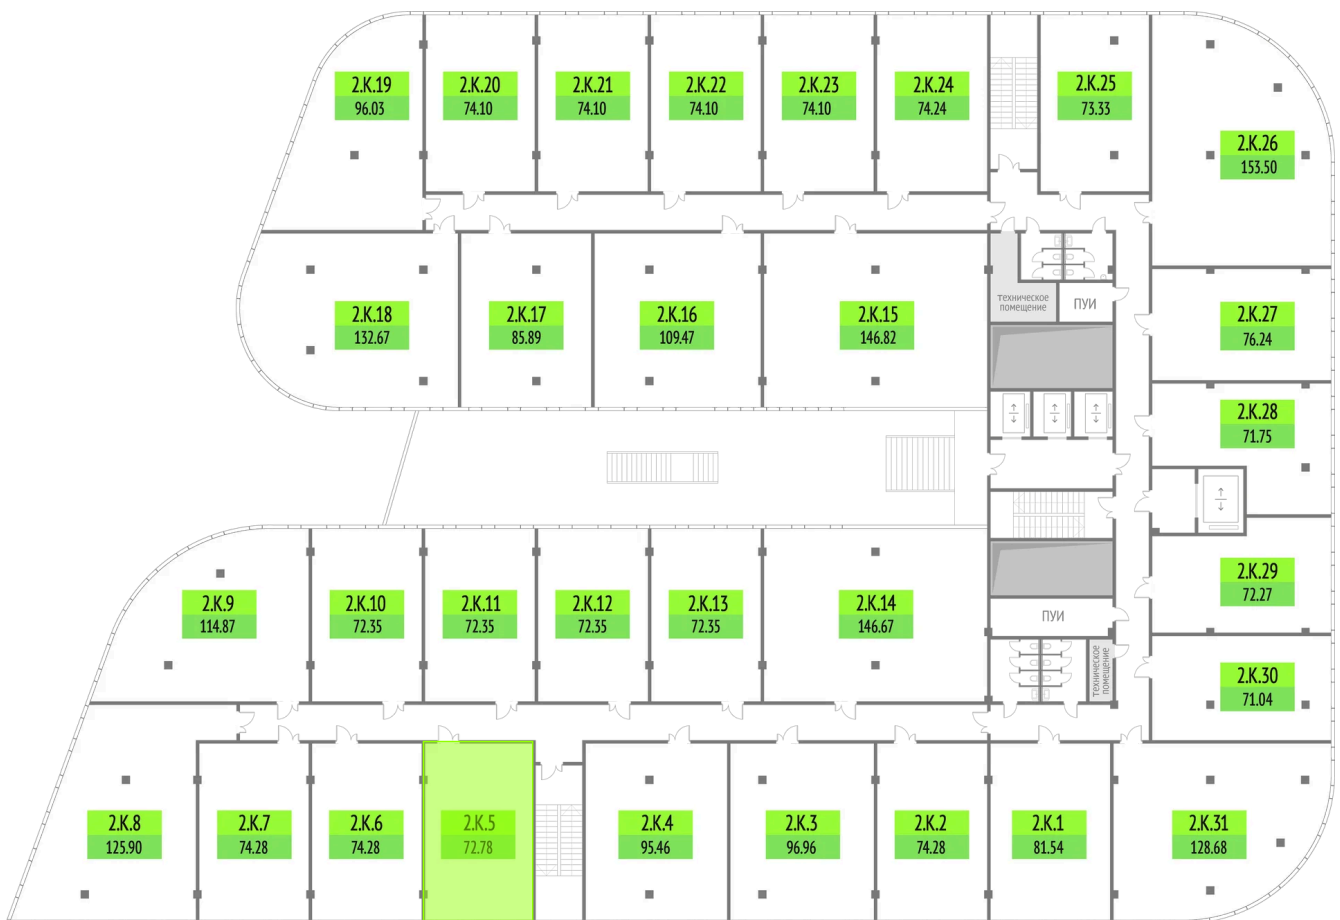 2.K.19
96.03
2.K.20
74.10
2.K.21
74.10
2.K.22
74.10
2.K.23
74.10
2.K.24
74.24
2.K.25
73.33
2.K.26
153.50
2.K.18
132.67
2.K.17
85.89
2.K.16
109.47
2.K.15
146.82
техническое
помещение
ПУИ
2.K.27
76.24
2.K.28
71.75
2.K.9
114.87
2.K.10
72.35
2.K.11
72.35
2.K.12
72.35
2.K.13
72.35
2.K.14
146.67
ПУИ
техническое
помещение
2.K.29
72.27
2.K.30
71.04
2.K.8
125.90
2.K.7
74.28
2.K.6
74.28
2.K.5
72.78
2.K.4
95.46
2.K.3
96.96
2.K.2
74.28
2.K.1
81.54
2.K.31
128.68